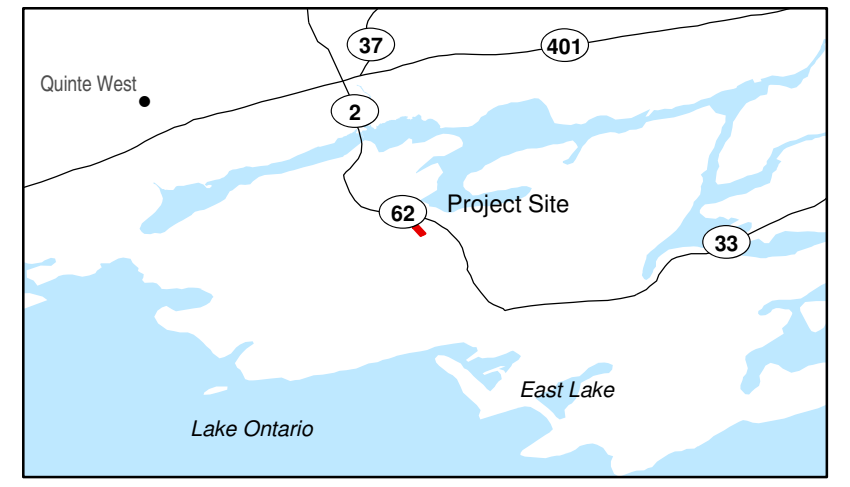 37
401
Quinte West
2
62
Project Site
33
East Lake
Lake Ontario